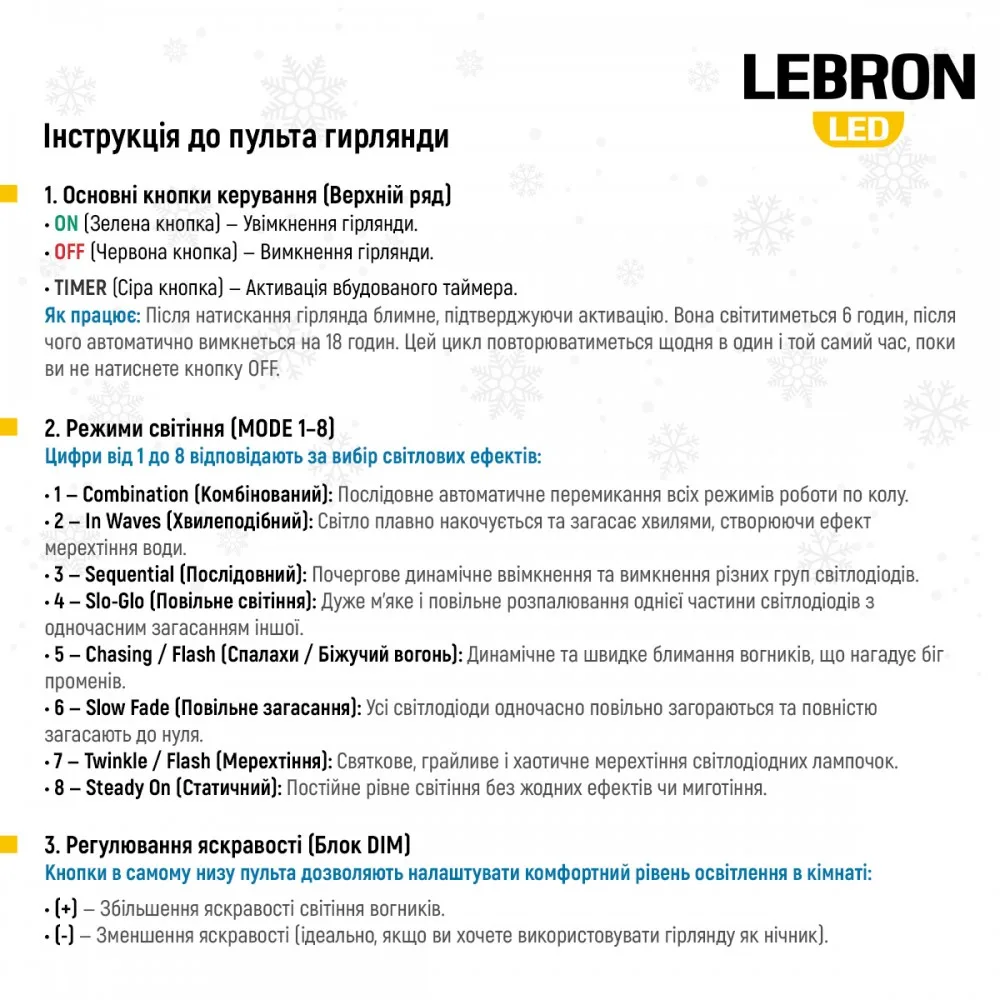 LEBRON
LED
Інструкція до пульта гирлянди
1. Основні кнопки керування (Верхній ряд)
• ON (Зелена кнопка) – Увімкнення гірлянди.
• OFF (Червона кнопка) – Вимкнення гірлянди.
• TIMER (Сіра кнопка) – Активація вбудованого таймера.
Як працює: Після натискання гірлянда блимне, підтверджуючи активацію. Вона світитиметься 6 годин, після
чого автоматично вимкнеться на 18 годин. Цей цикл повторюватиметься щодня в один і той самий час, поки
ви не натиснете кнопку OFF.
2. Режими світіння (MODE 1–8)
Цифри від 1 до 8 відповідають за вибір світлових ефектів:
• 1 – Combination (Комбінований): Послідовне автоматичне перемикання всіх режимів роботи по колу.
• 2 – In Waves (Хвилеподібний): Світло плавно накочується та загасає хвилями, створюючи ефект
мерехтіння води.
• 3 – Sequential (Послідовний): Почергове динамічне ввімкнення та вимкнення різних груп світлодіодів.
• 4 – Slo-Glo (Повільне світіння): Дуже м'яке і повільне розпалювання однієї частини світлодіодів з
одночасним загасанням іншої.
• 5 – Chasing / Flash (Спалахи / Біжучий вогонь): Динамічне та швидке блимання вогників, що нагадує біг
променів.
• 6 – Slow Fade (Повільне загасання): Усі світлодіоди одночасно повільно загораються та повністю
загасають до нуля.
• 7 – Twinkle / Flash (Мерехтіння): Святкове, грайливе і хаотичне мерехтіння світлодіодних лампочок.
• 8 – Steady On (Статичний): Постійне рівне світіння без жодних ефектів чи миготіння.
3. Регулювання яскравості (Блок DIM)
Кнопки в самому низу пульта дозволяють налаштувати комфортний рівень освітлення в кімнаті:
• (+) – Збільшення яскравості світіння вогників.
• (-) – Зменшення яскравості (ідеально, якщо ви хочете використовувати гірлянду як нічник).